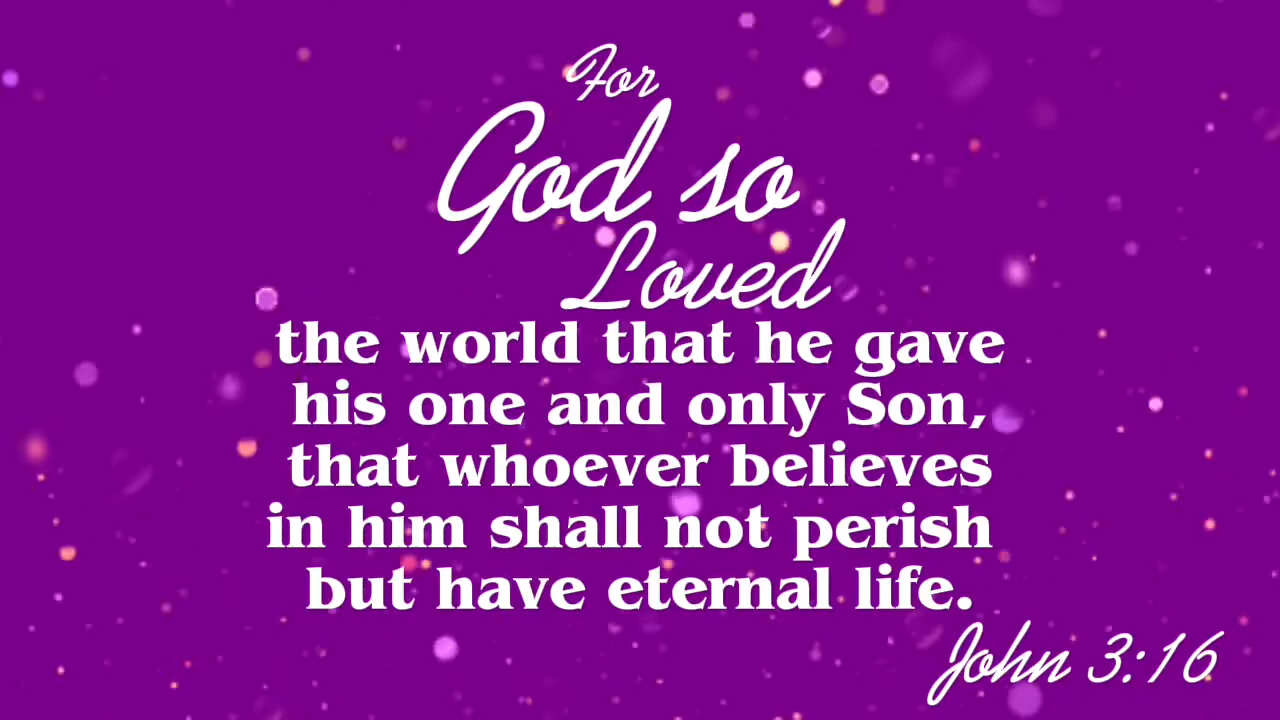 For
God so
Loved
the world that he gave
his one and only Son,
that whoever believes
in him shall not perish
but have eternal life.
John 3:16